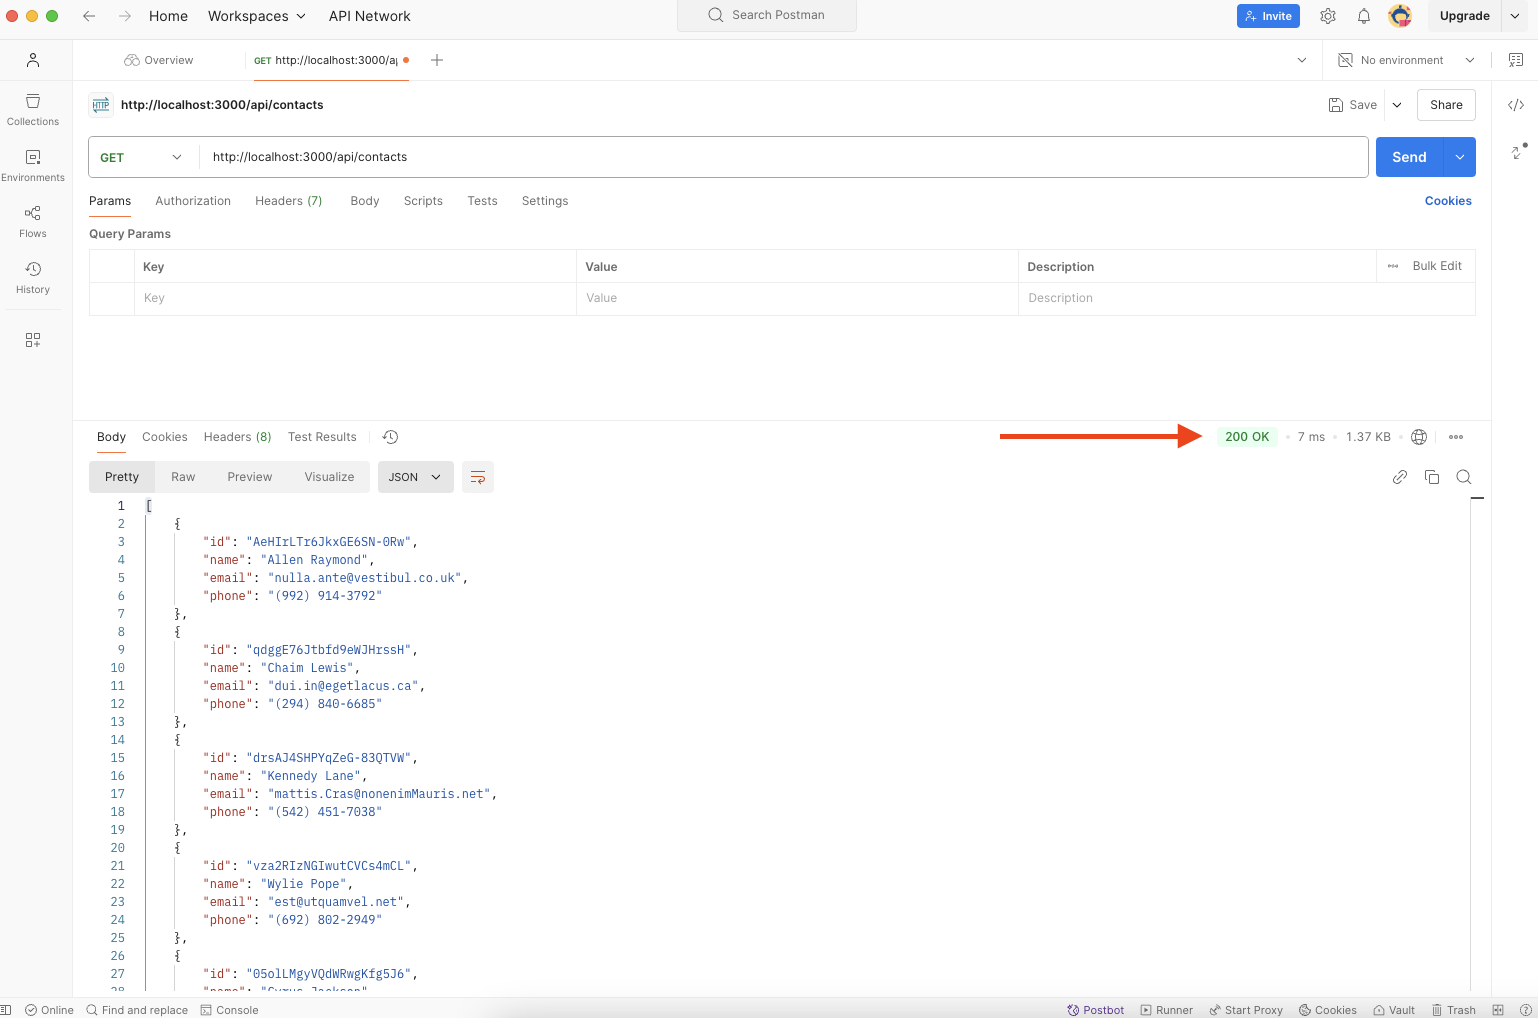 Home Workspaces API Network Search Postman Invite Upgrade
Overview GET http://localhost:3000/a No environment
HTTP http://localhost:3000/api/contacts Save Share
Collections
Environments
Flows
History
GET http://localhost:3000/api/contacts Send
Params Authorization Headers (7) Body Scripts Tests Settings Cookies
Query Params
Key Value Description Bulk Edit
Key Value Description
Body Cookies Headers (8) Test Results 200 OK 7 ms 1.37 KB
Pretty Raw Preview Visualize JSON
1 [
2 {
3 "id": "AeHIrLTr6JkxGE6SN-0Rw",
4 "name": "Allen Raymond",
5 "email": "nulla.ante@vestibul.co.uk",
6 "phone": "(992) 914-3792"
7 },
8 {
9 "id": "qdggE76Jtbfd9eWJHrssH",
10 "name": "Chaim Lewis",
11 "email": "dui.in@egetlacus.ca",
12 "phone": "(294) 840-6685"
13 },
14 {
15 "id": "drsAJ4SHPYqZeG-83QTVW",
16 "name": "Kennedy Lane",
17 "email": "mattis.Cras@nonenimMauris.net",
18 "phone": "(542) 451-7038"
19 },
20 {
21 "id": "vza2RIzNGIwutCVCs4mCL",
22 "name": "Wylie Pope",
23 "email": "est@utquamvel.net",
24 "phone": "(692) 802-2949"
25 },
26 {
27 "id": "05olLMgyVQdWRwgKfg5J6",
28 "name": "Cyrus Jackson"
Online Find and replace Console Postbot Runner Start Proxy Cookies Vault Trash